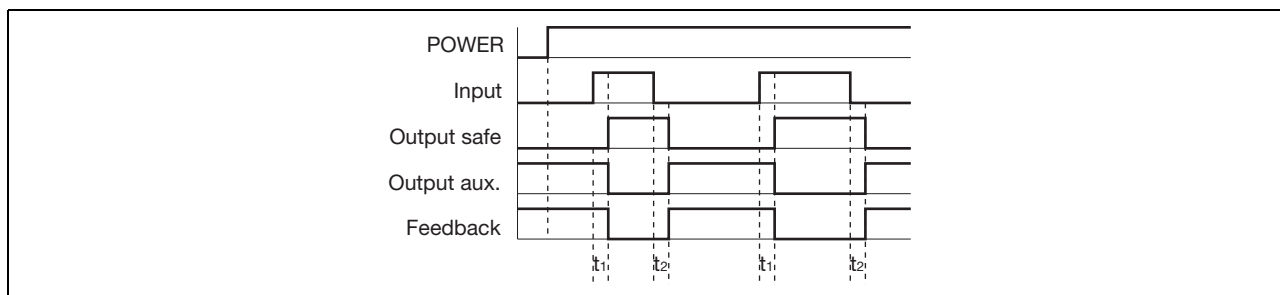 POWER
Input
Output safe
Output aux.
Feedback
t1 t2 t1 t2